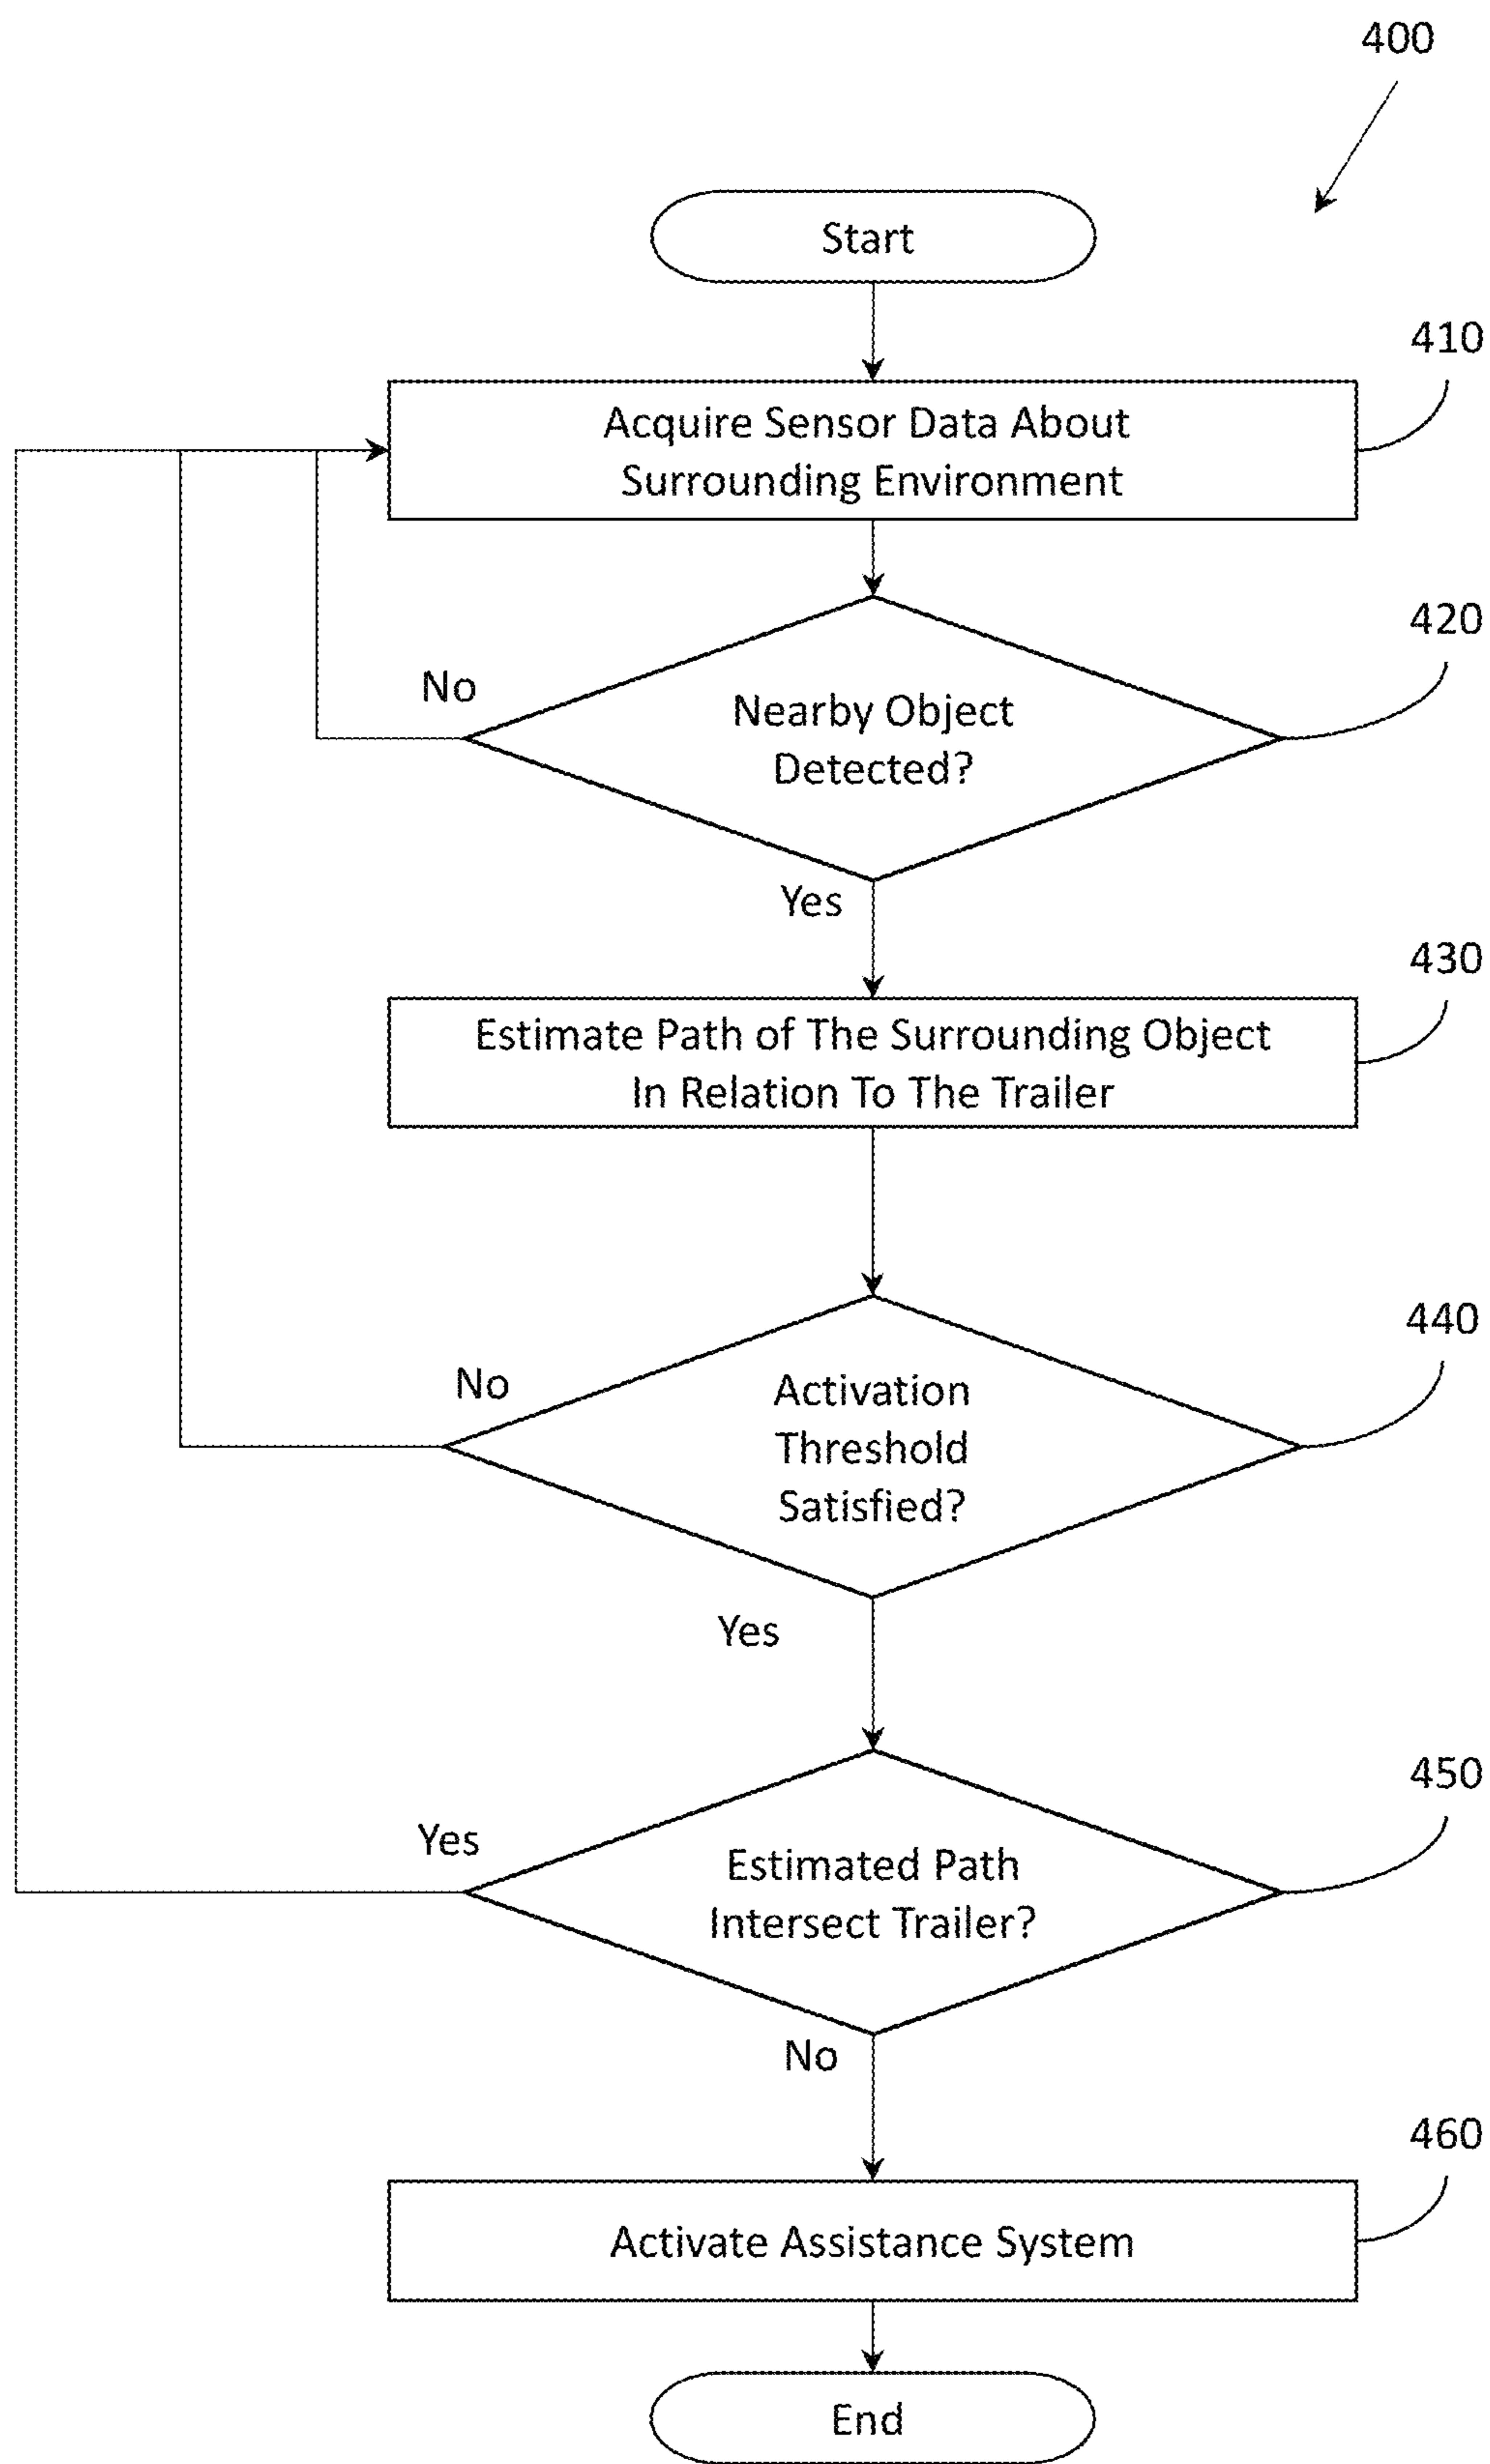 400
Start
410
Acquire Sensor Data About
Surrounding Environment
420
No
Nearby Object
Detected?
Yes
430
Estimate Path of The Surrounding Object
In Relation To The Trailer
440
No
Activation
Threshold
Satisfied?
Yes
450
Yes
Estimated Path
Intersect Trailer?
No
460
Activate Assistance System
End